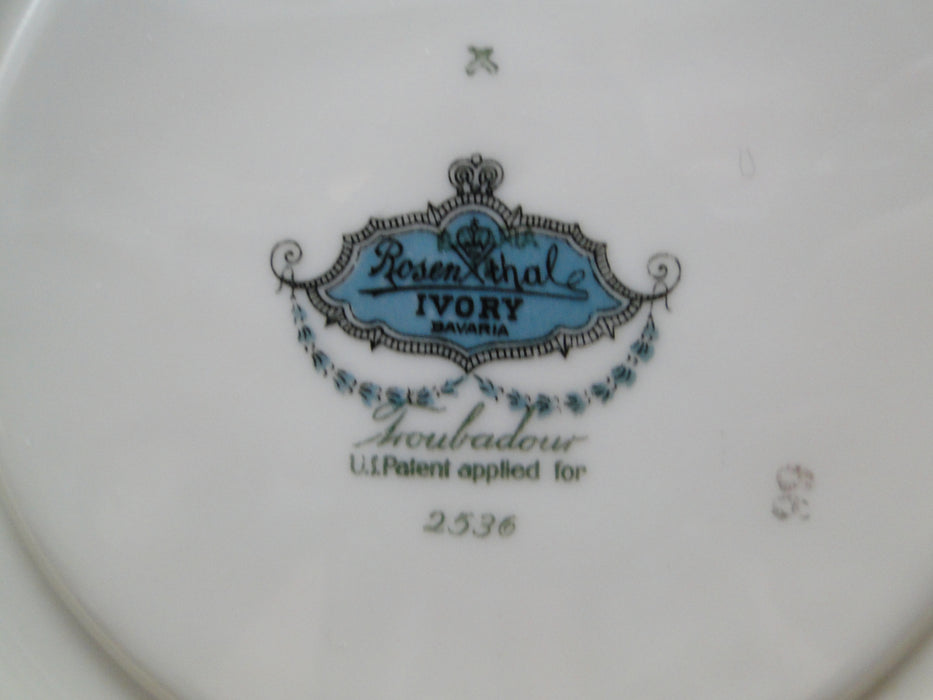 Rosenthal
IVORY
BAVARIA
Troubadour
U.S. Patent applied for
2536